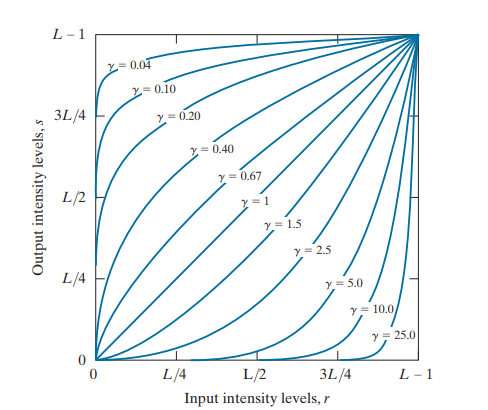 L − 1
γ = 0.04
γ = 0.10
3L/4
γ = 0.20
γ = 0.40
γ = 0.67
L/2
γ = 1
γ = 1.5
γ = 2.5
L/4
γ = 5.0
γ = 10.0
γ = 25.0
0
Output intensity levels, s
0 L/4 L/2 3L/4 L − 1
Input intensity levels, r